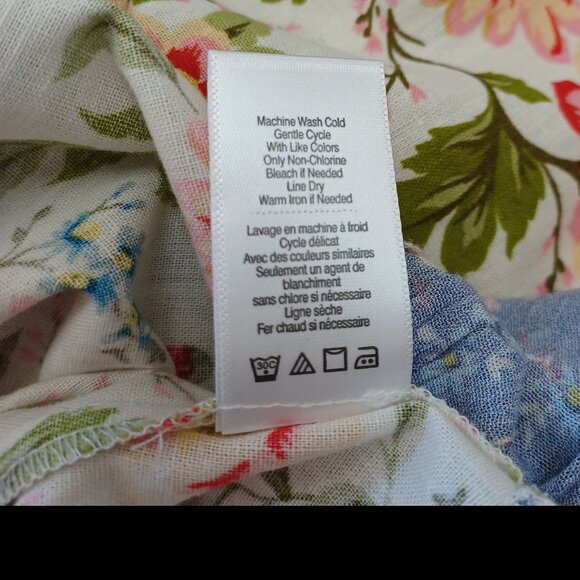 Machine Wash Cold
Gentle Cycle
With Like Colors
Only Non-Chlorine
Bleach if Needed
Line Dry
Warm Iron if Needed
Lavage en machine à froid
Cycle délicat
Avec des couleurs similaires
Seulement un agent de
blanchiment
sans chlore si nécessaire
Ligne sèche
Fer chaud si nécessaire
30C